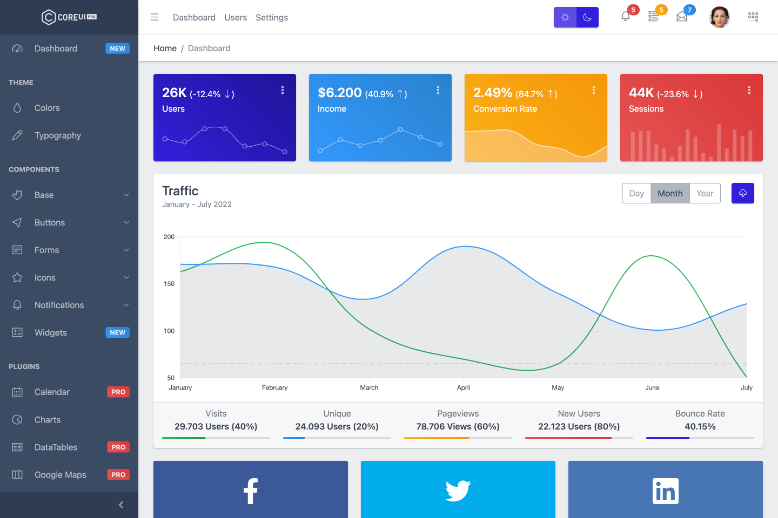 COREUI PRO
Dashboard NEW
THEME
Colors
Typography
COMPONENTS
Base
Buttons
Forms
Icons
Notifications
Widgets NEW
PLUGINS
Calendar PRO
Charts
DataTables PRO
Google Maps PRO
Dashboard Users Settings
5 5 7
Home / Dashboard
26K (-12.4% ↓)
Users
$6.200 (40.9% ↑)
Income
2.49% (84.7% ↑)
Conversion Rate
44K (-23.6% ↓)
Sessions
Traffic
January - July 2022
Day Month Year
200
150
100
50
January February March April May June July
Visits
29.703 Users (40%)
Unique
24.093 Users (20%)
Pageviews
78.706 Views (60%)
New Users
22.123 Users (80%)
Bounce Rate
40.15%
f
in